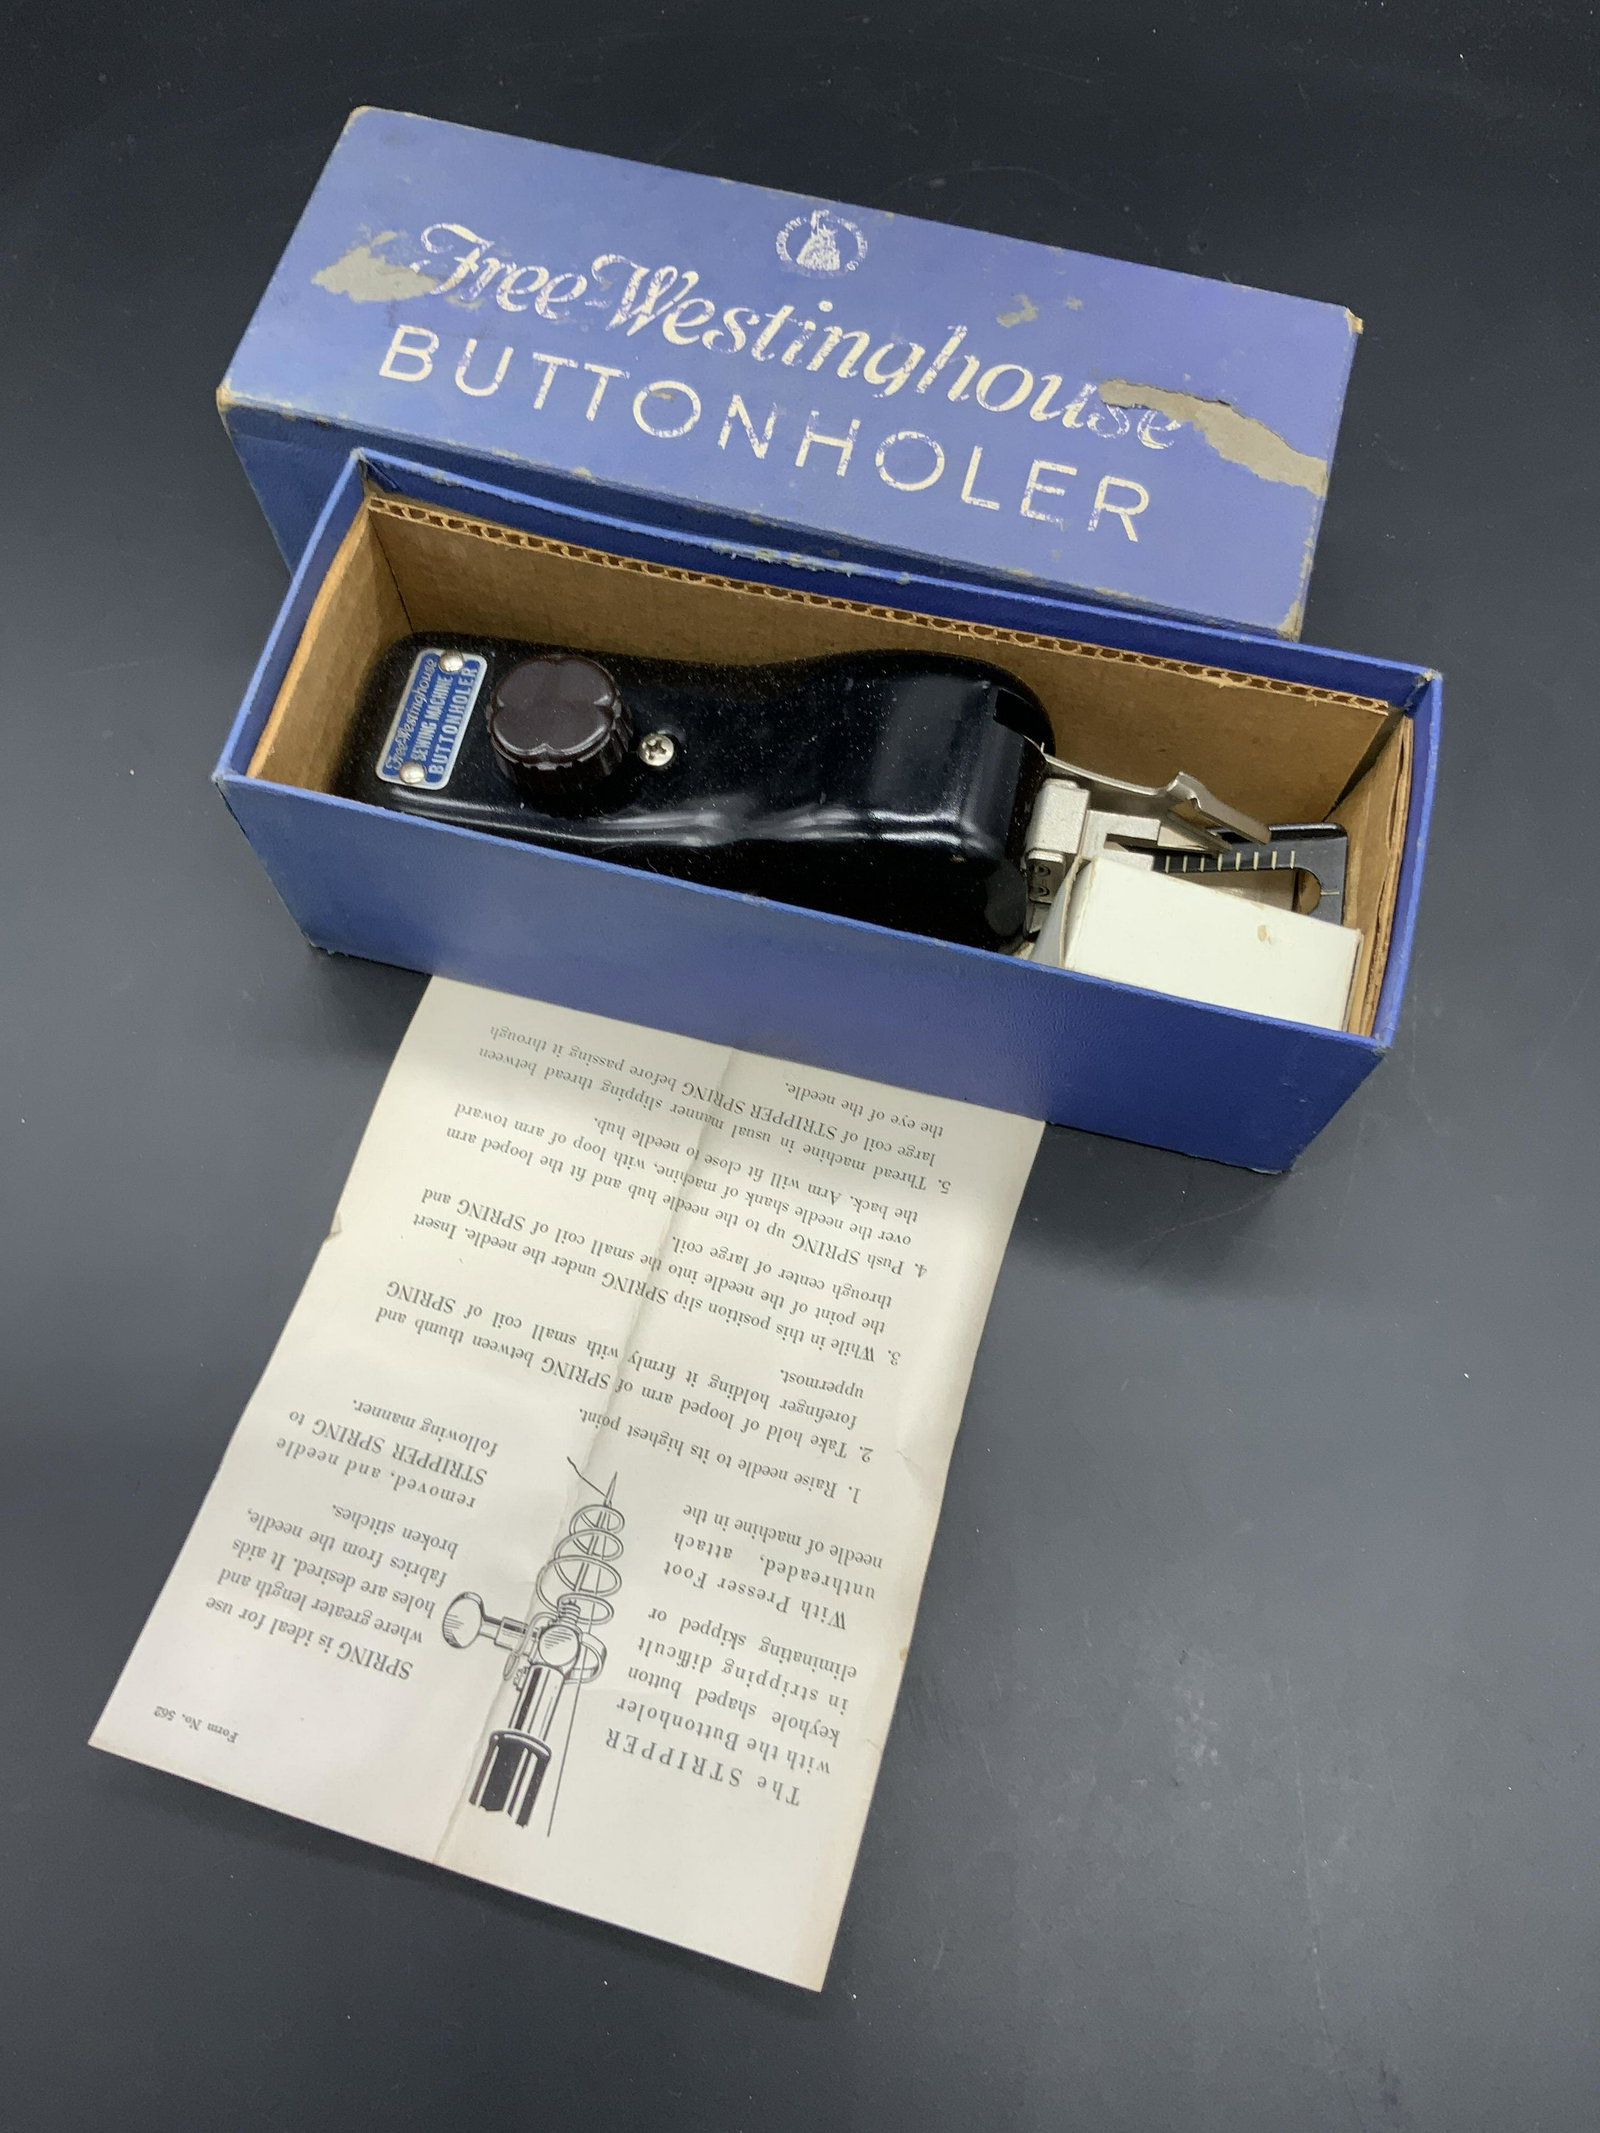 Free Westinghouse
BUTTONHOLER
Free Westinghouse
SEWING MACHINE
BUTTONHOLER
Form No. 562
The STRIPPER SPRING is ideal for use
with the Buttonholer where greater length and
keyhole shaped button holes are desired. It aids
in stripping difficult fabrics from the needle,
eliminating skipped or broken stitches.
With Presser Foot removed, and needle
unthreaded, attach STRIPPER SPRING to
needle of machine in the following manner.
1. Raise needle to its highest point.
2. Take hold of looped arm of SPRING between thumb and
forefinger holding it firmly with small coil of SPRING
uppermost.
3. While in this position slip SPRING under the needle. Insert
the point of the needle into the small coil of SPRING and
through center of large coil.
4. Push SPRING up to the needle hub and fit the looped arm
over the needle shank of machine, with loop of arm toward
the back. Arm will fit close to needle hub.
5. Thread machine in usual manner slipping thread between
large coil of STRIPPER SPRING before passing it through
the eye of the needle.